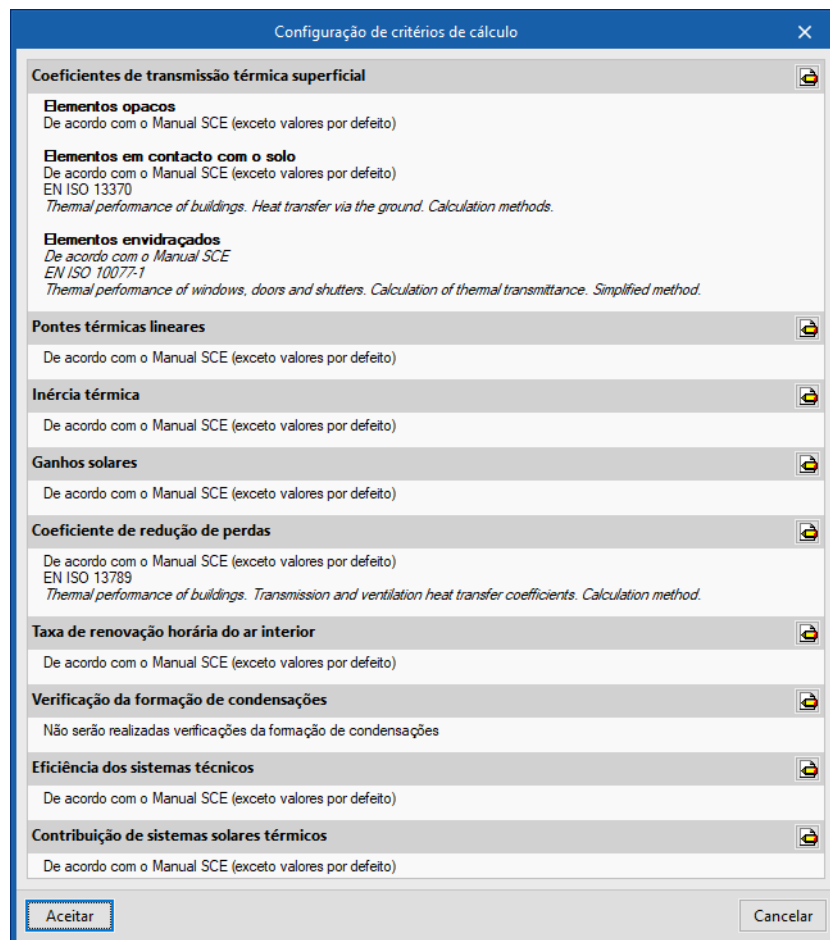 Configuração de critérios de cálculo
Coeficientes de transmissão térmica superficial
Elementos opacos
De acordo com o Manual SCE (exceto valores por defeito)
Elementos em contacto com o solo
De acordo com o Manual SCE (exceto valores por defeito)
EN ISO 13370
Thermal performance of buildings. Heat transfer via the ground. Calculation methods.
Elementos envidraçados
De acordo com o Manual SCE
EN ISO 10077-1
Thermal performance of windows, doors and shutters. Calculation of thermal transmittance. Simplified method.
Pontes térmicas lineares
De acordo com o Manual SCE (exceto valores por defeito)
Inércia térmica
De acordo com o Manual SCE (exceto valores por defeito)
Ganhos solares
De acordo com o Manual SCE (exceto valores por defeito)
Coeficiente de redução de perdas
De acordo com o Manual SCE (exceto valores por defeito)
EN ISO 13789
Thermal performance of buildings. Transmission and ventilation heat transfer coefficients. Calculation method.
Taxa de renovação horária do ar interior
De acordo com o Manual SCE (exceto valores por defeito)
Verificação da formação de condensações
Não serão realizadas verificações da formação de condensações
Eficiência dos sistemas técnicos
De acordo com o Manual SCE (exceto valores por defeito)
Contribuição de sistemas solares térmicos
De acordo com o Manual SCE (exceto valores por defeito)
Aceitar
Cancelar